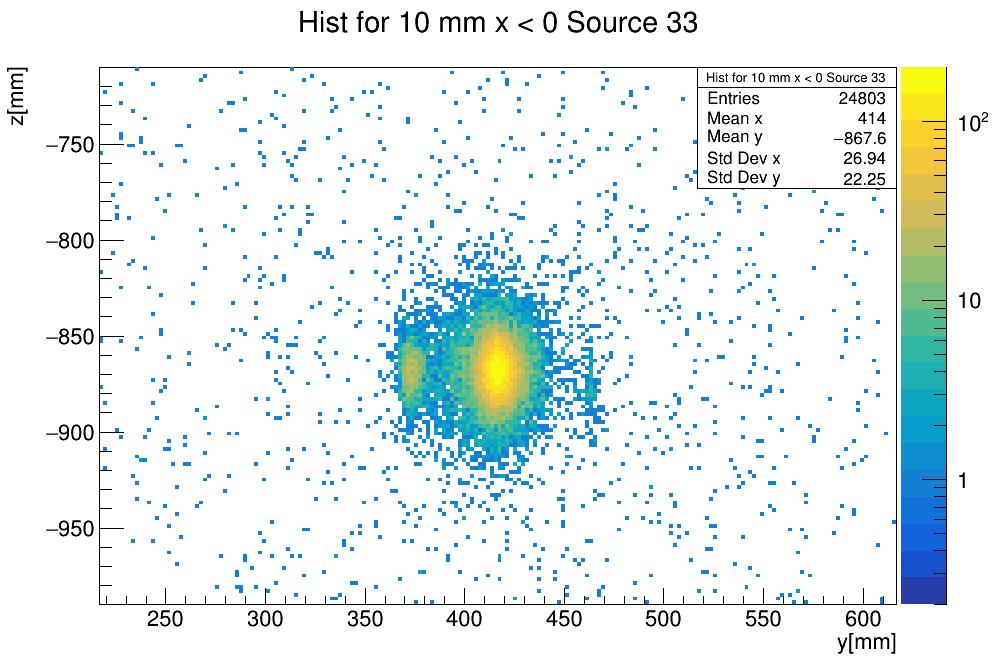 Hist for 10 mm x < 0 Source 33
z[mm]
Hist for 10 mm x < 0 Source 33
Entries 24803
Mean x 414
Mean y −867.6
Std Dev x 26.94
Std Dev y 22.25
−750
−800
−850
−900
−950
250 300 350 400 450 500 550 600
y[mm]
10²
10
1